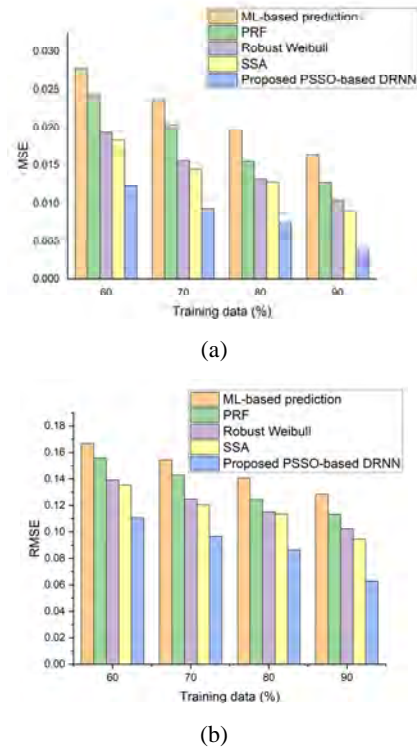 ML-based prediction
PRF
Robust Weibull
SSA
Proposed PSSO-based DRNN
0.030
0.025
0.020
0.015
0.010
0.005
0.000
MSE
60 70 80 90
Training data (%)
(a)
ML-based prediction
PRF
Robust Weibull
SSA
Proposed PSSO-based DRNN
0.18
0.16
0.14
0.12
0.10
0.08
0.06
0.04
0.02
0.00
RMSE
60 70 80 90
Training data (%)
(b)